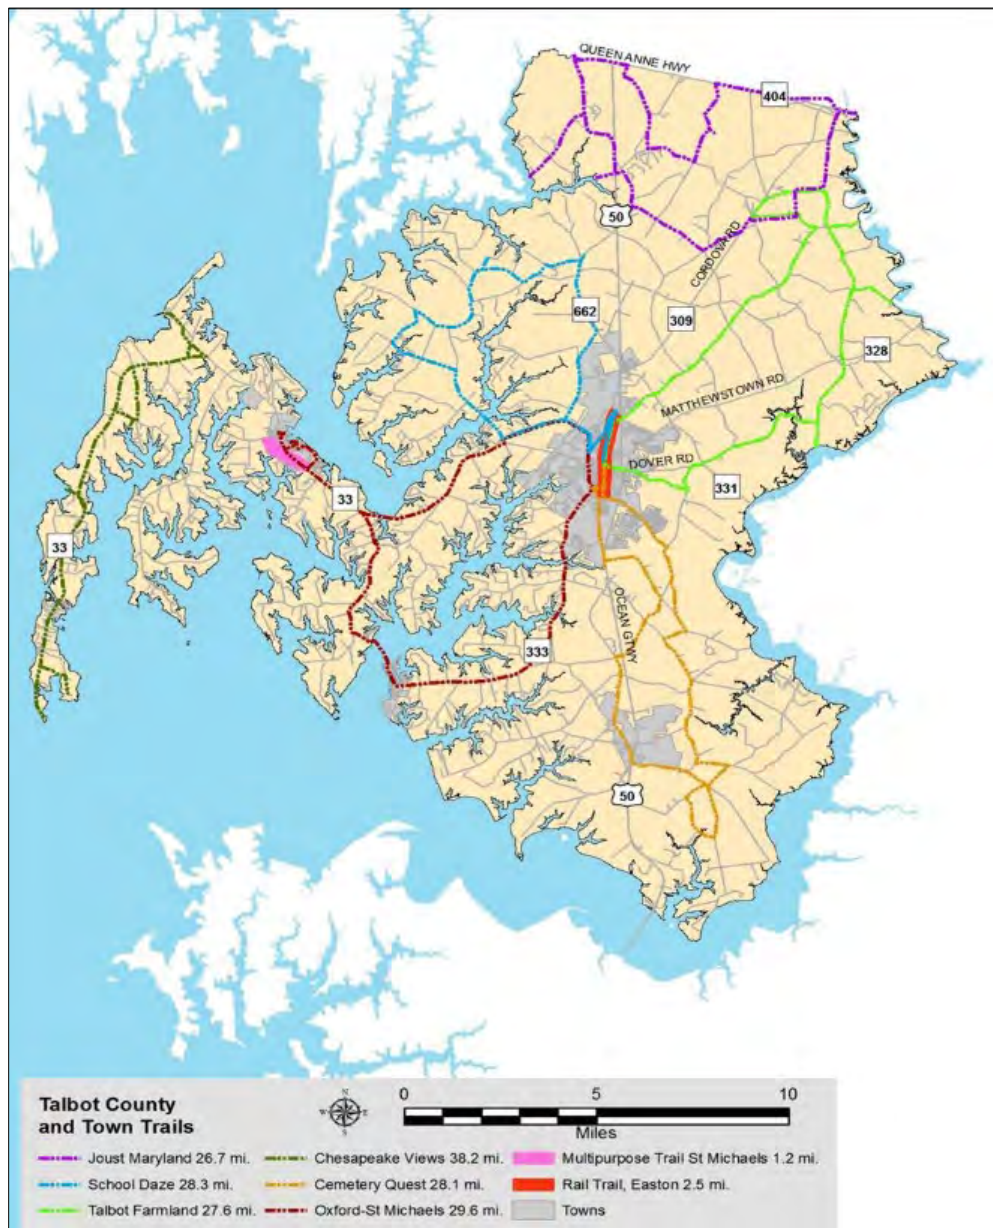 QUEEN ANNE HWY
404
50
CORDOVA RD
662
309
328
MATTHEWSTOWN RD
DOVER RD
331
33
33
OCEAN GTWY
333
50
Talbot County
and Town Trails
N
W E
S
0 5 10
Miles
Joust Maryland 26.7 mi.
Chesapeake Views 38.2 mi.
Multipurpose Trail St Michaels 1.2 mi.
School Daze 28.3 mi.
Cemetery Quest 28.1 mi.
Rail Trail, Easton 2.5 mi.
Talbot Farmland 27.6 mi.
Oxford-St Michaels 29.6 mi.
Towns